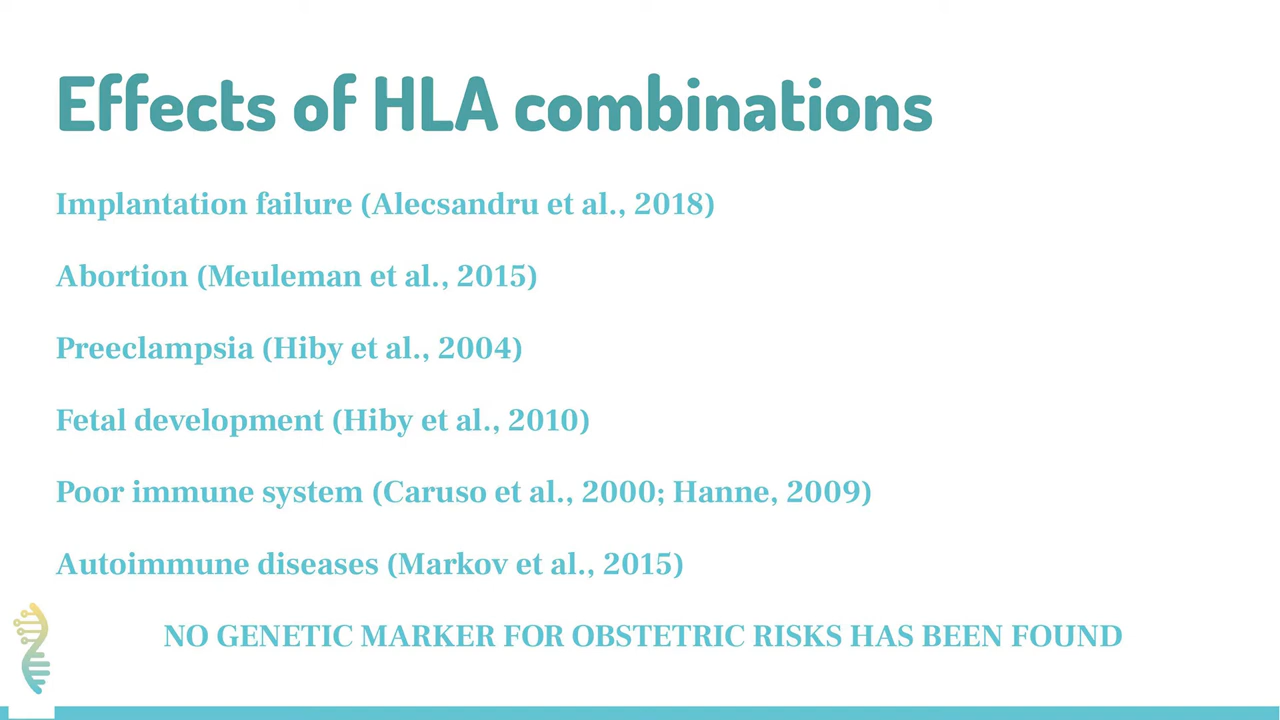 Effects of HLA combinations
Implantation failure (Alecsandru et al., 2018)
Abortion (Meuleman et al., 2015)
Preeclampsia (Hiby et al., 2004)
Fetal development (Hiby et al., 2010)
Poor immune system (Caruso et al., 2000; Hanne, 2009)
Autoimmune diseases (Markov et al., 2015)
NO GENETIC MARKER FOR OBSTETRIC RISKS HAS BEEN FOUND